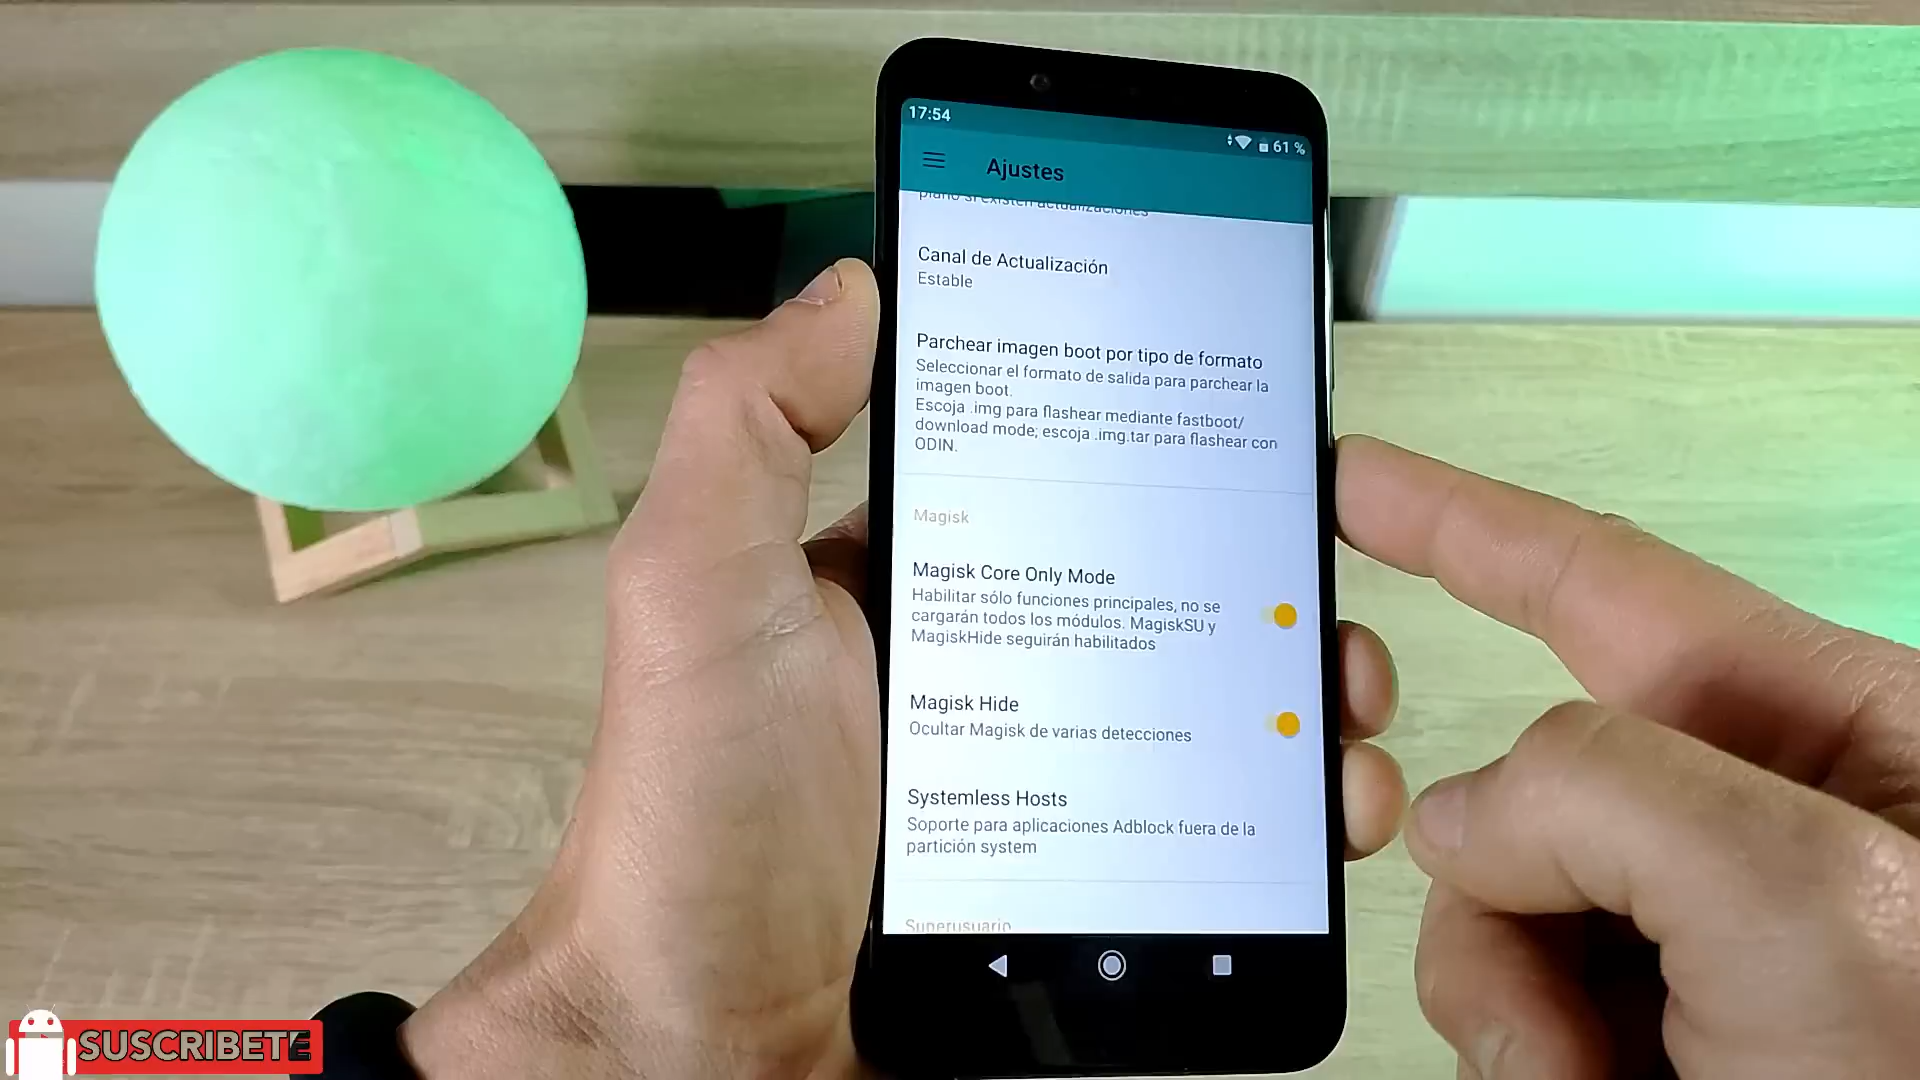 17:54
61 %
Ajustes
plano si existen actualizaciones
Canal de Actualización
Estable
Parchear imagen boot por tipo de formato
Seleccionar el formato de salida para parchear la
imagen boot.
Escoja .img para flashear mediante fastboot/
download mode; escoja .img.tar para flashear con
ODIN.
Magisk
Magisk Core Only Mode
Habilitar sólo funciones principales, no se
cargarán todos los módulos. MagiskSU y
MagiskHide seguirán habilitados
Magisk Hide
Ocultar Magisk de varias detecciones
Systemless Hosts
Soporte para aplicaciones Adblock fuera de la
partición system
Superusuario
SUSCRIBETE